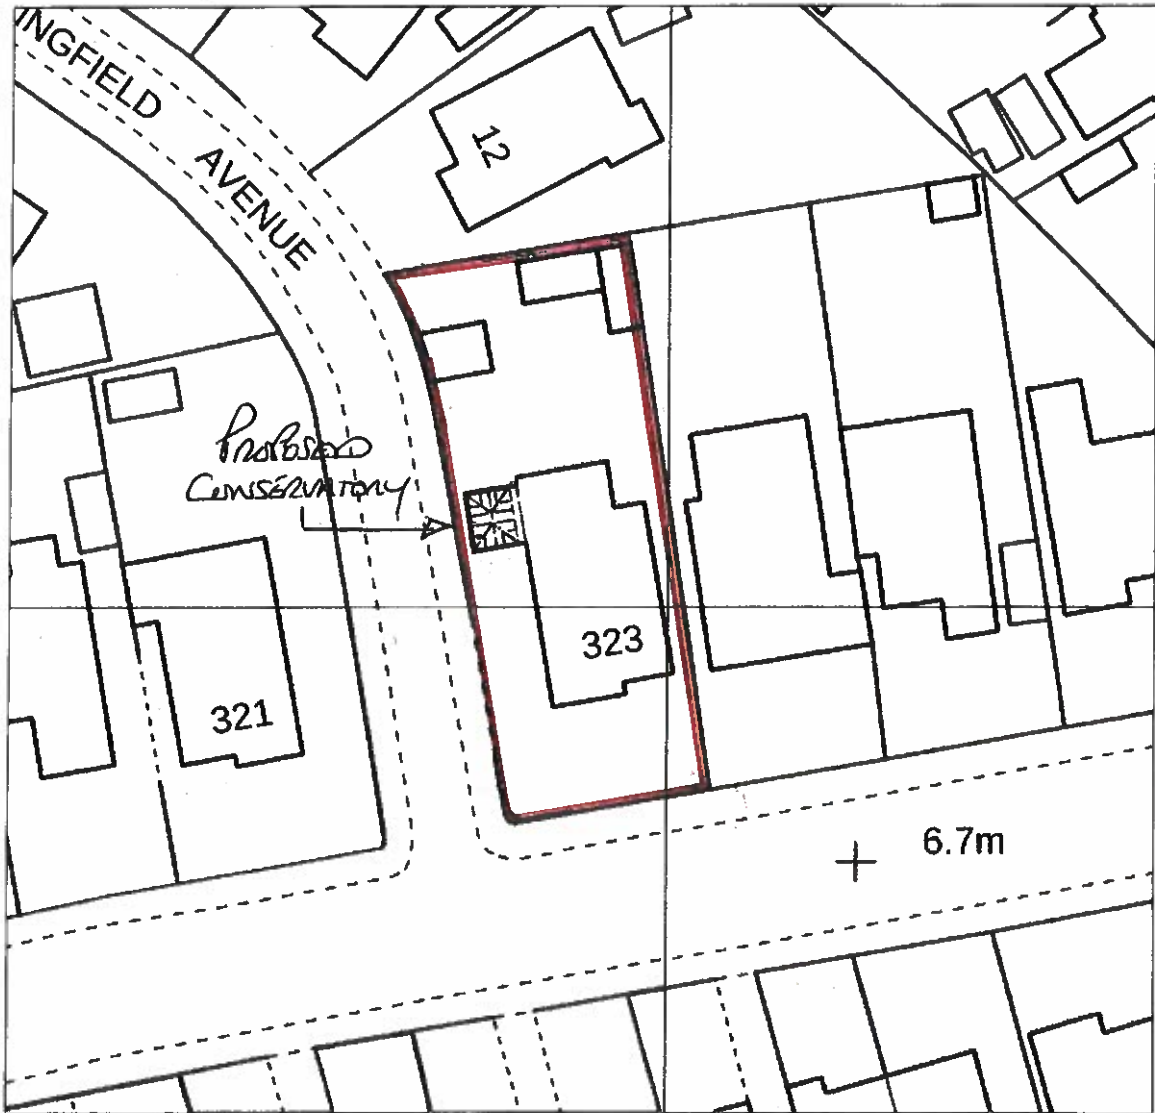 INGFIELD
AVENUE
12
PROPOSED
CONSERVATORY
323
321
6.7m